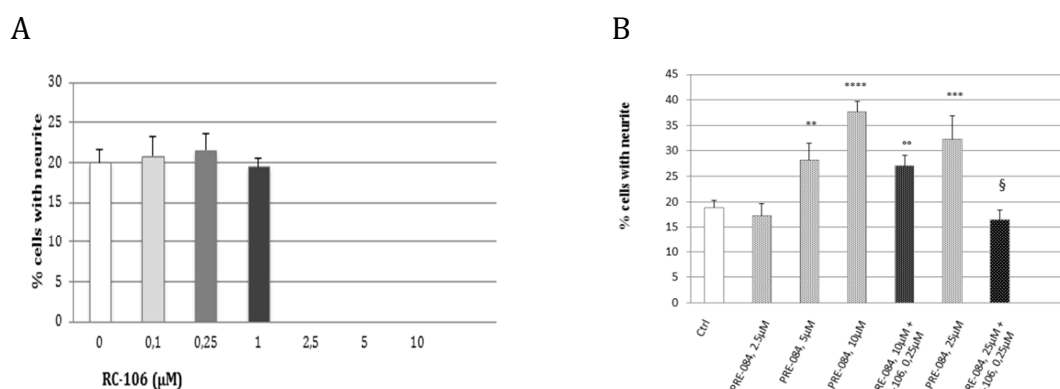 A
B
% cells with neurite
30
25
20
15
10
5
0
0 0,1 0,25 1 2,5 5 10
RC-106 (μM)
% cells with neurite
45
40
35
30
25
20
15
10
5
0
**
****
°°
***
§
Ctrl
PRE-084, 2.5μM
PRE-084, 5μM
PRE-084, 10μM
PRE-084, 10μM +
-106, 0,25μM
PRE-084, 25μM
PRE-084, 25μM +
-106, 0,25μM